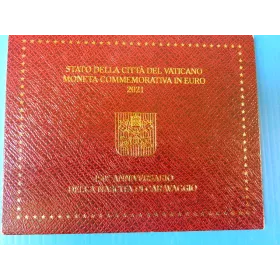 STATO DELLA CITTÀ DEL VATICANO
MONETA COMMEMORATIVA IN EURO
2021
450° ANNIVERSARIO
DELLA NASCITA DI CARAVAGGIO